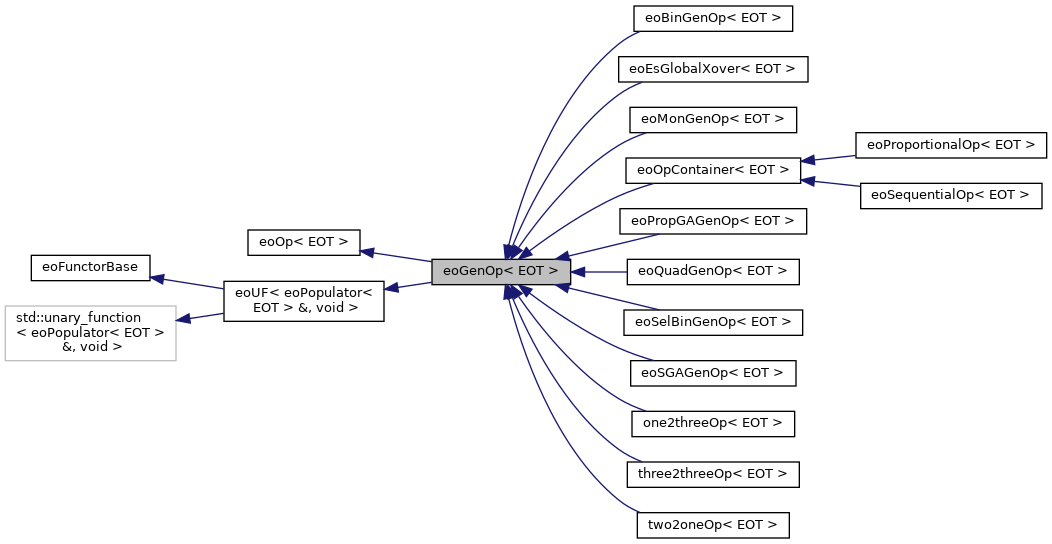 eoBinGenOp< EOT >
eoEsGlobalXover< EOT >
eoMonGenOp< EOT >
eoProportionalOp< EOT >
eoOpContainer< EOT >
eoSequentialOp< EOT >
eoPropGAGenOp< EOT >
eoOp< EOT >
eoFunctorBase
eoGenOp< EOT >
eoQuadGenOp< EOT >
eoUF< eoPopulator<
EOT > &, void >
std::unary_function
< eoPopulator< EOT >
&, void >
eoSelBinGenOp< EOT >
eoSGAGenOp< EOT >
one2threeOp< EOT >
three2threeOp< EOT >
two2oneOp< EOT >